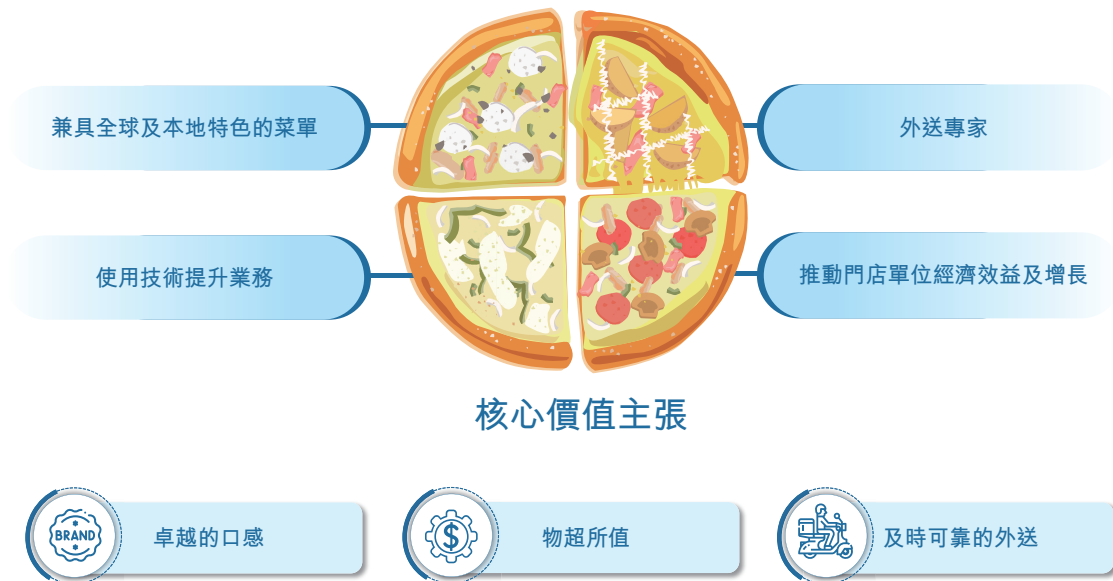 兼具全球及本地特色的菜單
外送專家
使用技術提升業務
推動門店單位經濟效益及增長
核心價值主張
BRAND
卓越的口感
$
物超所值
及時可靠的外送